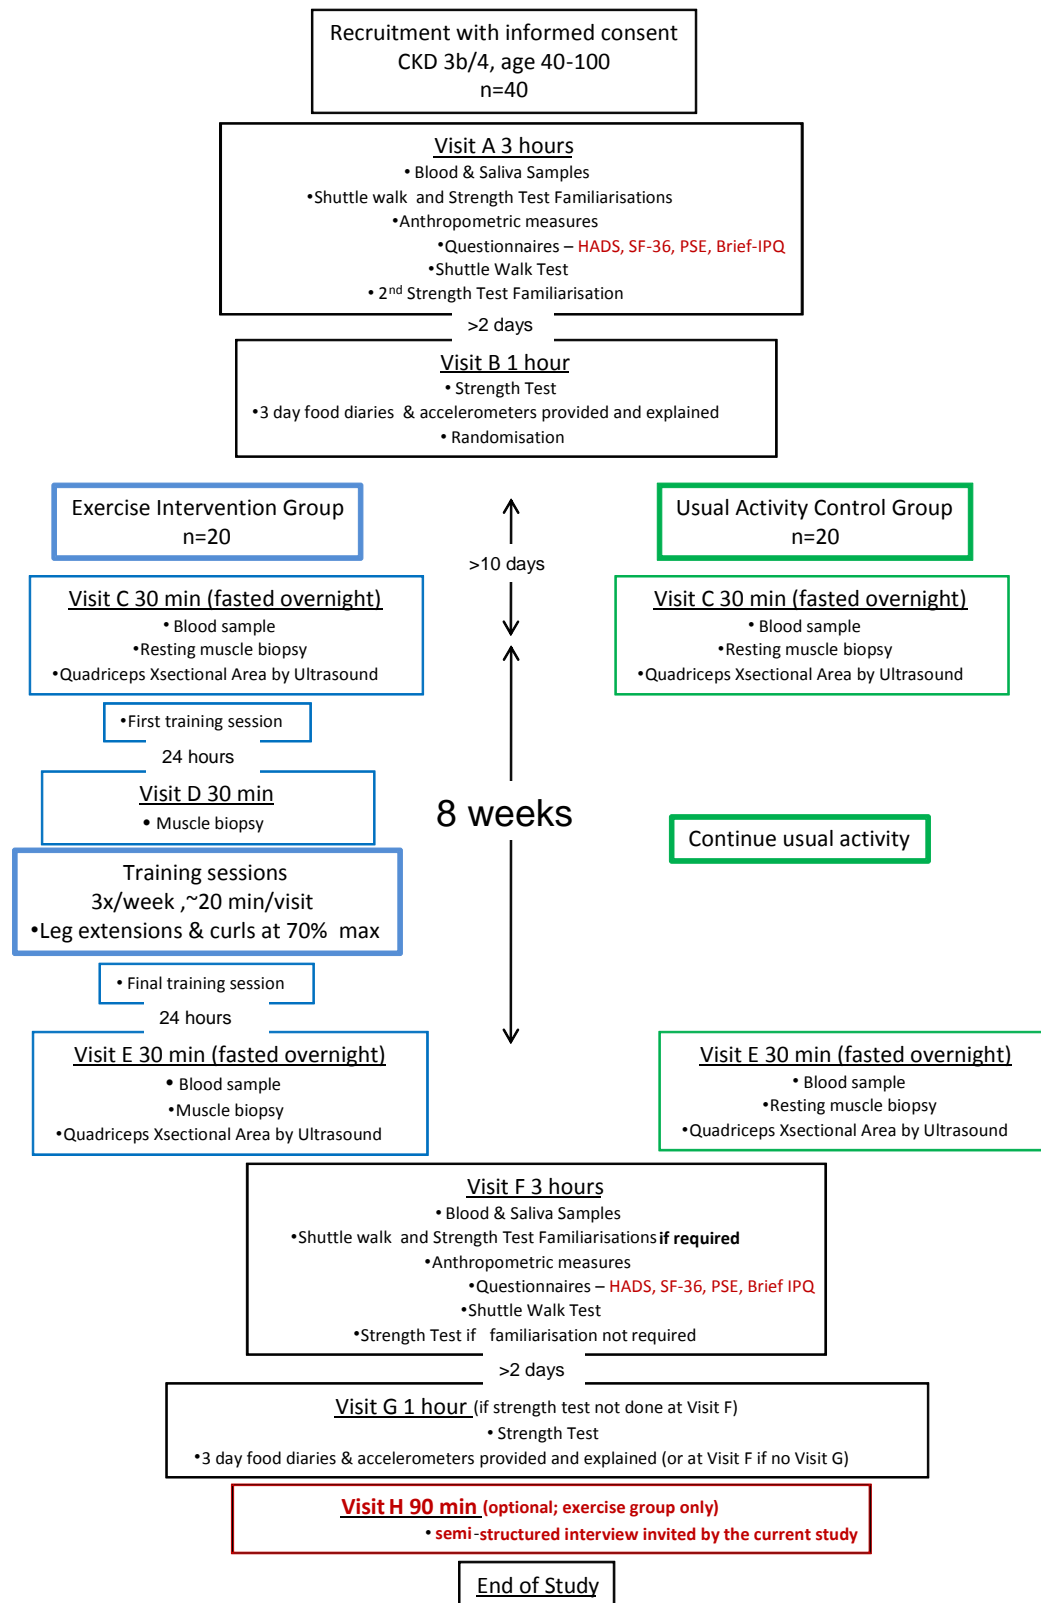 Recruitment with informed consent
CKD 3b/4, age 40-100
n=40
Visit A 3 hours
• Blood & Saliva Samples
•Shuttle walk and Strength Test Familiarisations
•Anthropometric measures
•Questionnaires – HADS, SF-36, PSE, Brief-IPQ
•Shuttle Walk Test
• 2nd Strength Test Familiarisation
>2 days
Visit B 1 hour
• Strength Test
•3 day food diaries & accelerometers provided and explained
• Randomisation
Exercise Intervention Group
n=20
>10 days
Usual Activity Control Group
n=20
Visit C 30 min (fasted overnight)
• Blood sample
•Resting muscle biopsy
•Quadriceps Xsectional Area by Ultrasound
Visit C 30 min (fasted overnight)
• Blood sample
•Resting muscle biopsy
•Quadriceps Xsectional Area by Ultrasound
•First training session
24 hours
Visit D 30 min
• Muscle biopsy
8 weeks
Continue usual activity
Training sessions
3x/week ,~20 min/visit
•Leg extensions & curls at 70% max
• Final training session
24 hours
Visit E 30 min (fasted overnight)
• Blood sample
•Muscle biopsy
•Quadriceps Xsectional Area by Ultrasound
Visit E 30 min (fasted overnight)
• Blood sample
•Resting muscle biopsy
•Quadriceps Xsectional Area by Ultrasound
Visit F 3 hours
• Blood & Saliva Samples
•Shuttle walk and Strength Test Familiarisations if required
•Anthropometric measures
•Questionnaires – HADS, SF-36, PSE, Brief IPQ
•Shuttle Walk Test
•Strength Test if familiarisation not required
>2 days
Visit G 1 hour (if strength test not done at Visit F)
• Strength Test
•3 day food diaries & accelerometers provided and explained (or at Visit F if no Visit G)
Visit H 90 min (optional; exercise group only)
• semi-structured interview invited by the current study
End of Study